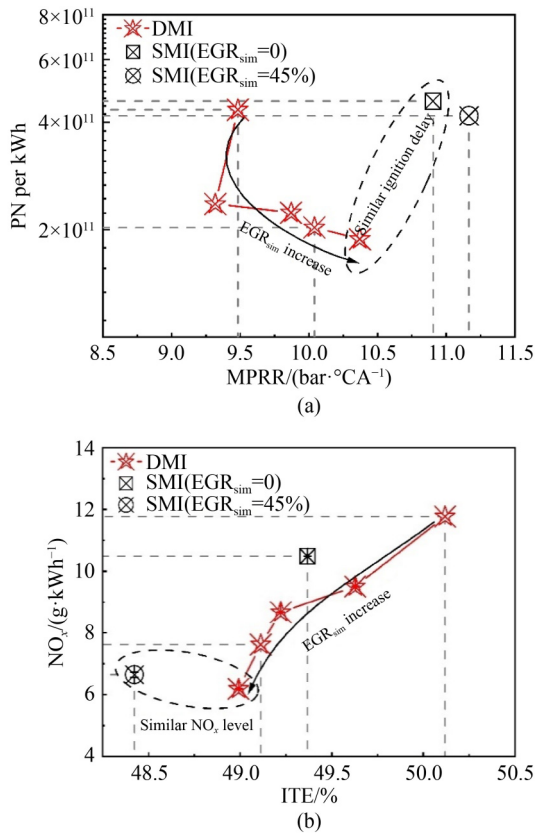 (a)
8×10¹¹
6×10¹¹
4×10¹¹
2×10¹¹
PN per kWh
DMI
SMI(EGRsim=0)
SMI(EGRsim=45%)
Similar ignition delay
EGRsim increase
8.5 9.0 9.5 10.0 10.5 11.0 11.5
MPRR/(bar·°CA⁻¹)
(a)
14
12
10
8
6
4
NOx/(g·kWh⁻¹)
DMI
SMI(EGRsim=0)
SMI(EGRsim=45%)
EGRsim increase
Similar NOx level
48.5 49.0 49.5 50.0 50.5
ITE/%
(b)